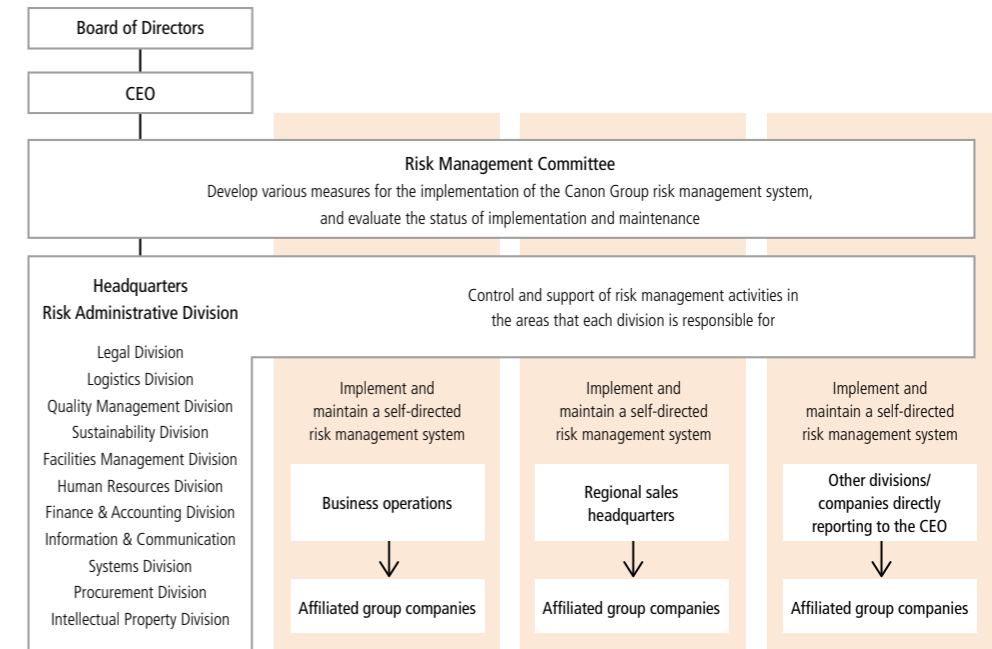 Board of Directors
CEO
Risk Management Committee
Develop various measures for the implementation of the Canon Group risk management system,
and evaluate the status of implementation and maintenance
Headquarters
Risk Administrative Division
Legal Division
Logistics Division
Quality Management Division
Sustainability Division
Facilities Management Division
Human Resources Division
Finance & Accounting Division
Information & Communication
Systems Division
Procurement Division
Intellectual Property Division
Control and support of risk management activities in
the areas that each division is responsible for
Implement and
maintain a self-directed
risk management system
Business operations
Affiliated group companies
Implement and
maintain a self-directed
risk management system
Regional sales
headquarters
Affiliated group companies
Implement and
maintain a self-directed
risk management system
Other divisions/
companies directly
reporting to the CEO
Affiliated group companies